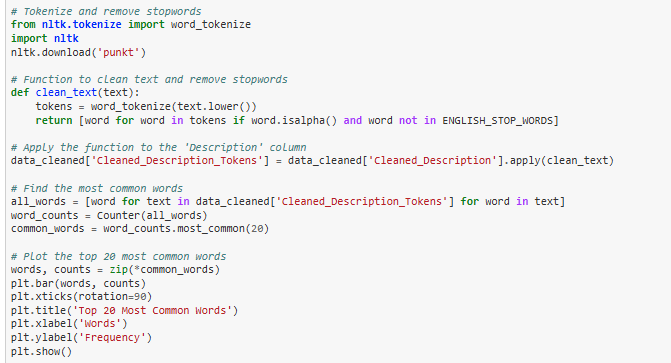 # Tokenize and remove stopwords
from nltk.tokenize import word_tokenize
import nltk
nltk.download('punkt')

# Function to clean text and remove stopwords
def clean_text(text):
    tokens = word_tokenize(text.lower())
    return [word for word in tokens if word.isalpha() and word not in ENGLISH_STOP_WORDS]

# Apply the function to the 'Description' column
data_cleaned['Cleaned_Description_Tokens'] = data_cleaned['Cleaned_Description'].apply(clean_text)

# Find the most common words
all_words = [word for text in data_cleaned['Cleaned_Description_Tokens'] for word in text]
word_counts = Counter(all_words)
common_words = word_counts.most_common(20)

# Plot the top 20 most common words
words, counts = zip(*common_words)
plt.bar(words, counts)
plt.xticks(rotation=90)
plt.title('Top 20 Most Common Words')
plt.xlabel('Words')
plt.ylabel('Frequency')
plt.show()